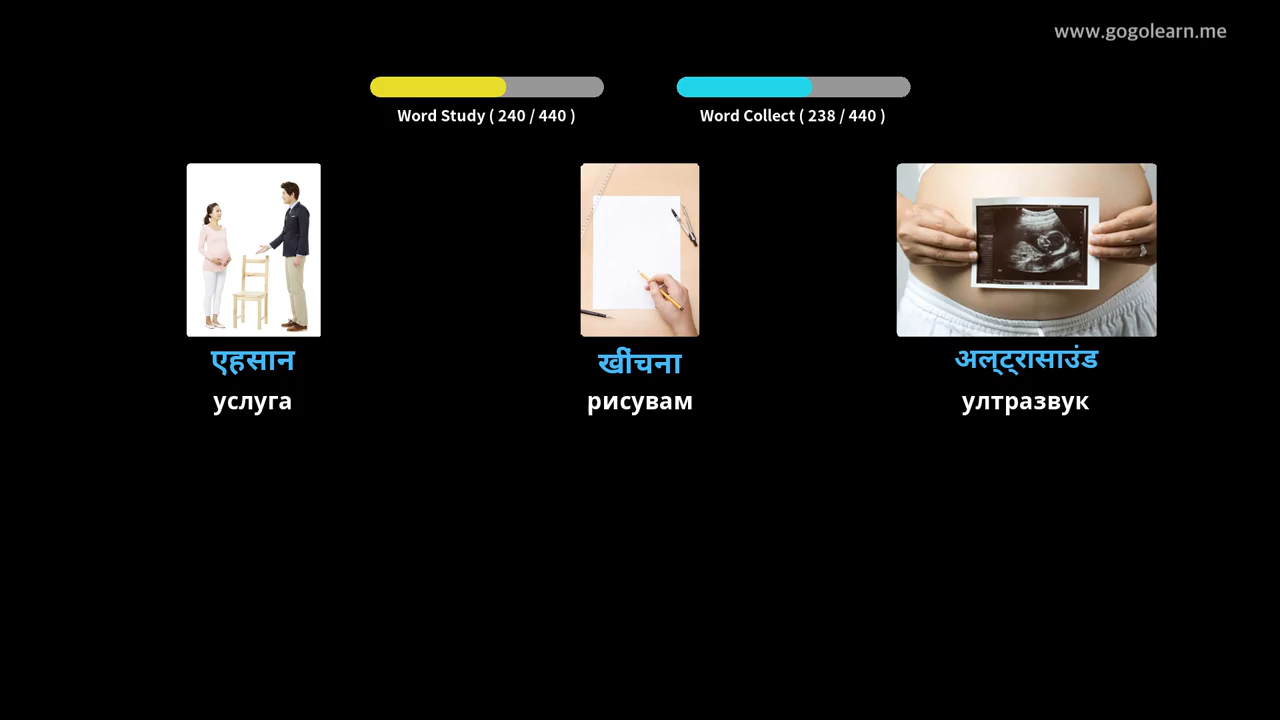 www.gogolearn.me
Word Study ( 240 / 440 )
Word Collect ( 238 / 440 )
एहसान
खींचना
अल्ट्रासाउंड
услуга
рисувам
ултразвук